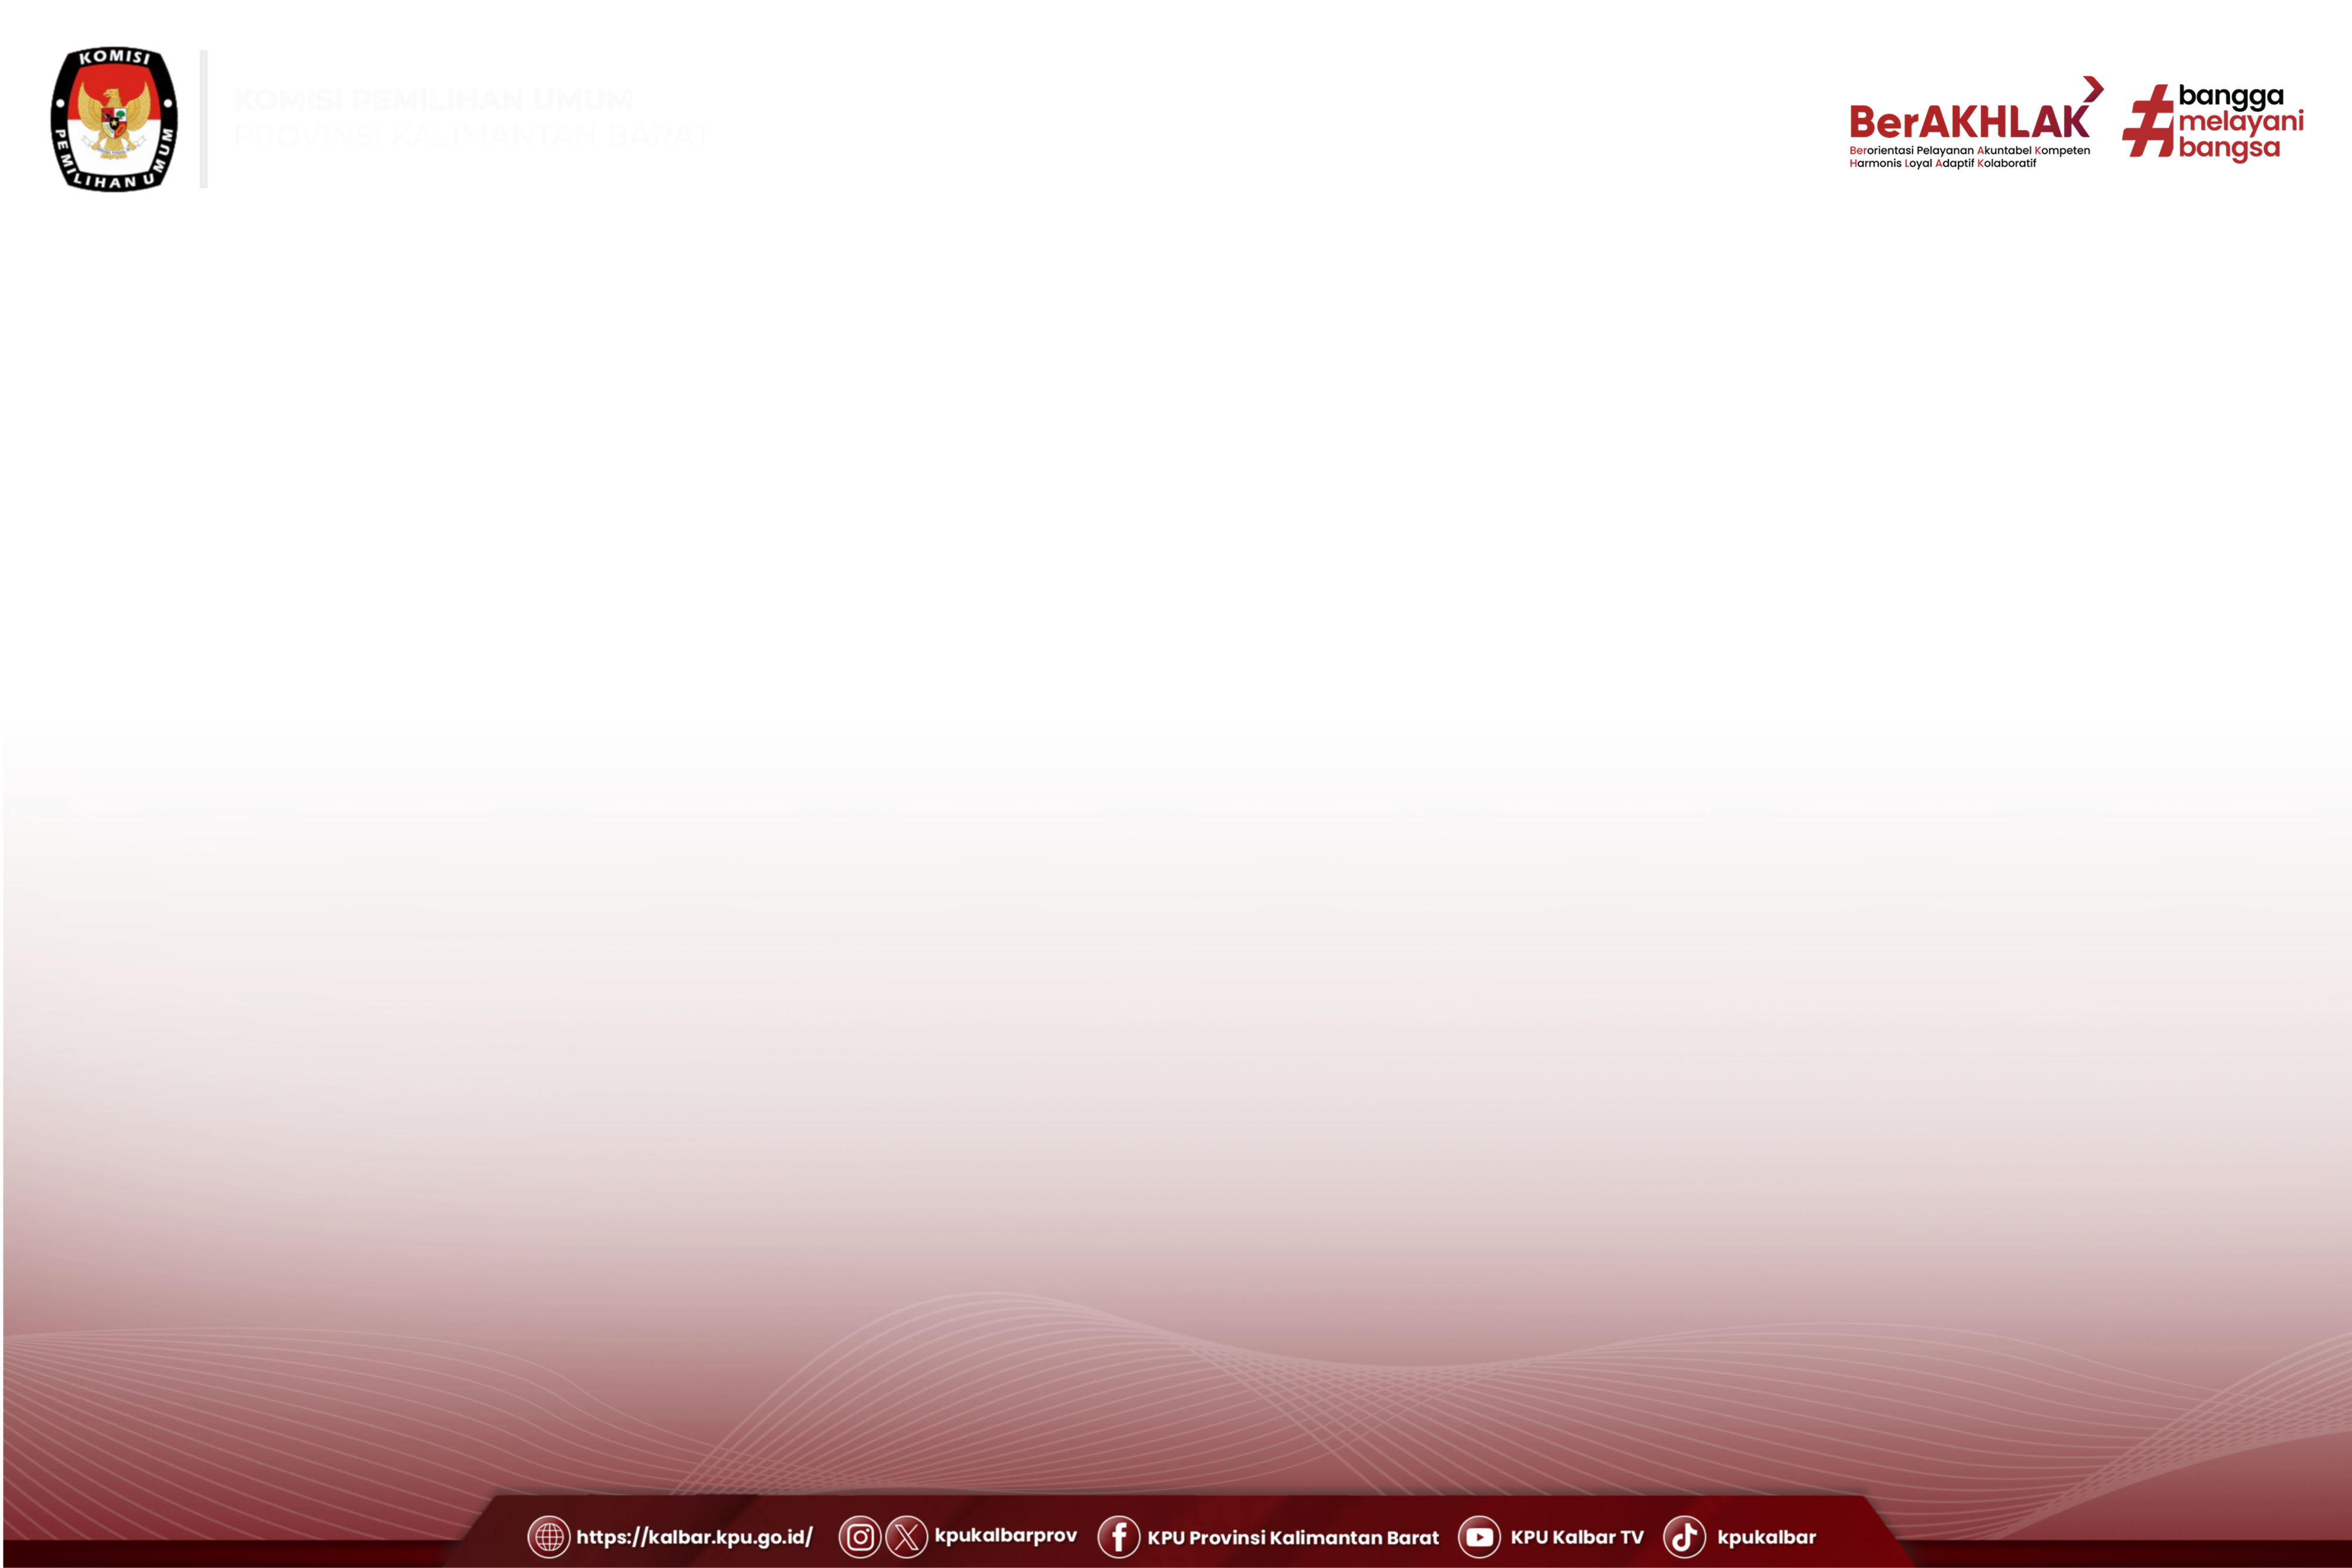 KOMISI
PEMILIHAN UMUM
KOMISI PEMILIHAN UMUM
PROVINSI KALIMANTAN BARAT
BerAKHLAK
Berorientasi Pelayanan Akuntabel Kompeten
Harmonis Loyal Adaptif Kolaboratif
#bangga
melayani
bangsa
https://kalbar.kpu.go.id/ kpukalbarprov KPU Provinsi Kalimantan Barat KPU Kalbar TV kpukalbar